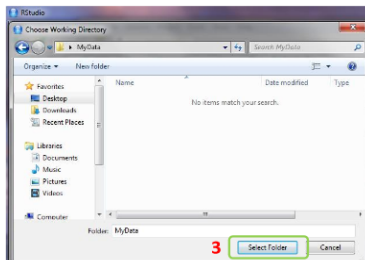 RStudio
Choose Working Directory
MyData
Search MyData
Organize
New folder
Favorites
Desktop
Downloads
Recent Places
Libraries
Documents
Music
Pictures
Videos
Computer
Name
Date modified
Type
No items match your search.
Folder: MyData
3
Select Folder
Cancel